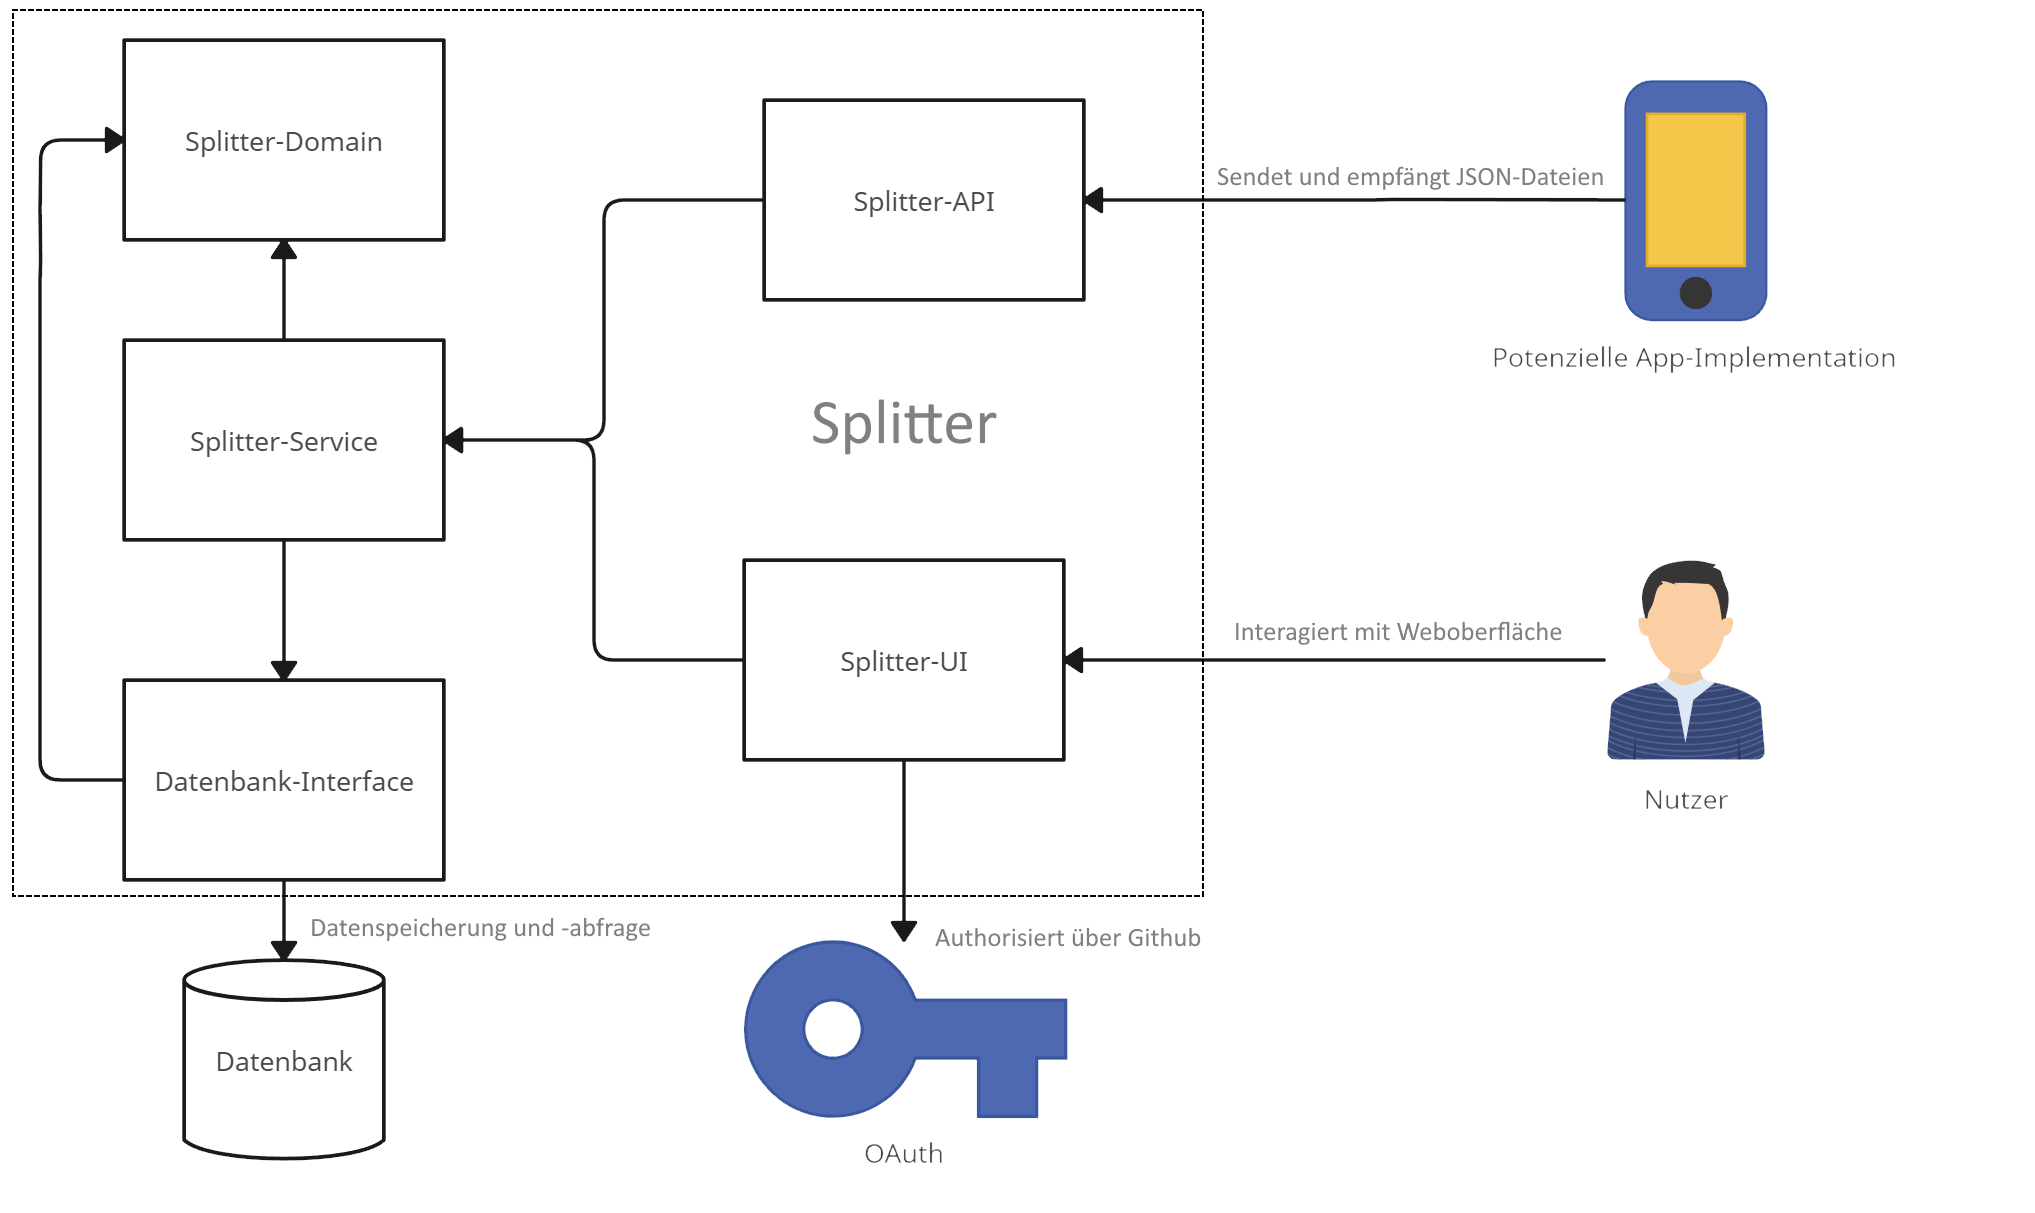 Splitter-Domain
Splitter-API
Sendet und empfängt JSON-Dateien
Potenzielle App-Implementation
Splitter
Splitter-Service
Splitter-UI
Interagiert mit Weboberfläche
Nutzer
Datenbank-Interface
Datenspeicherung und -abfrage
Authorisiert über Github
Datenbank
OAuth